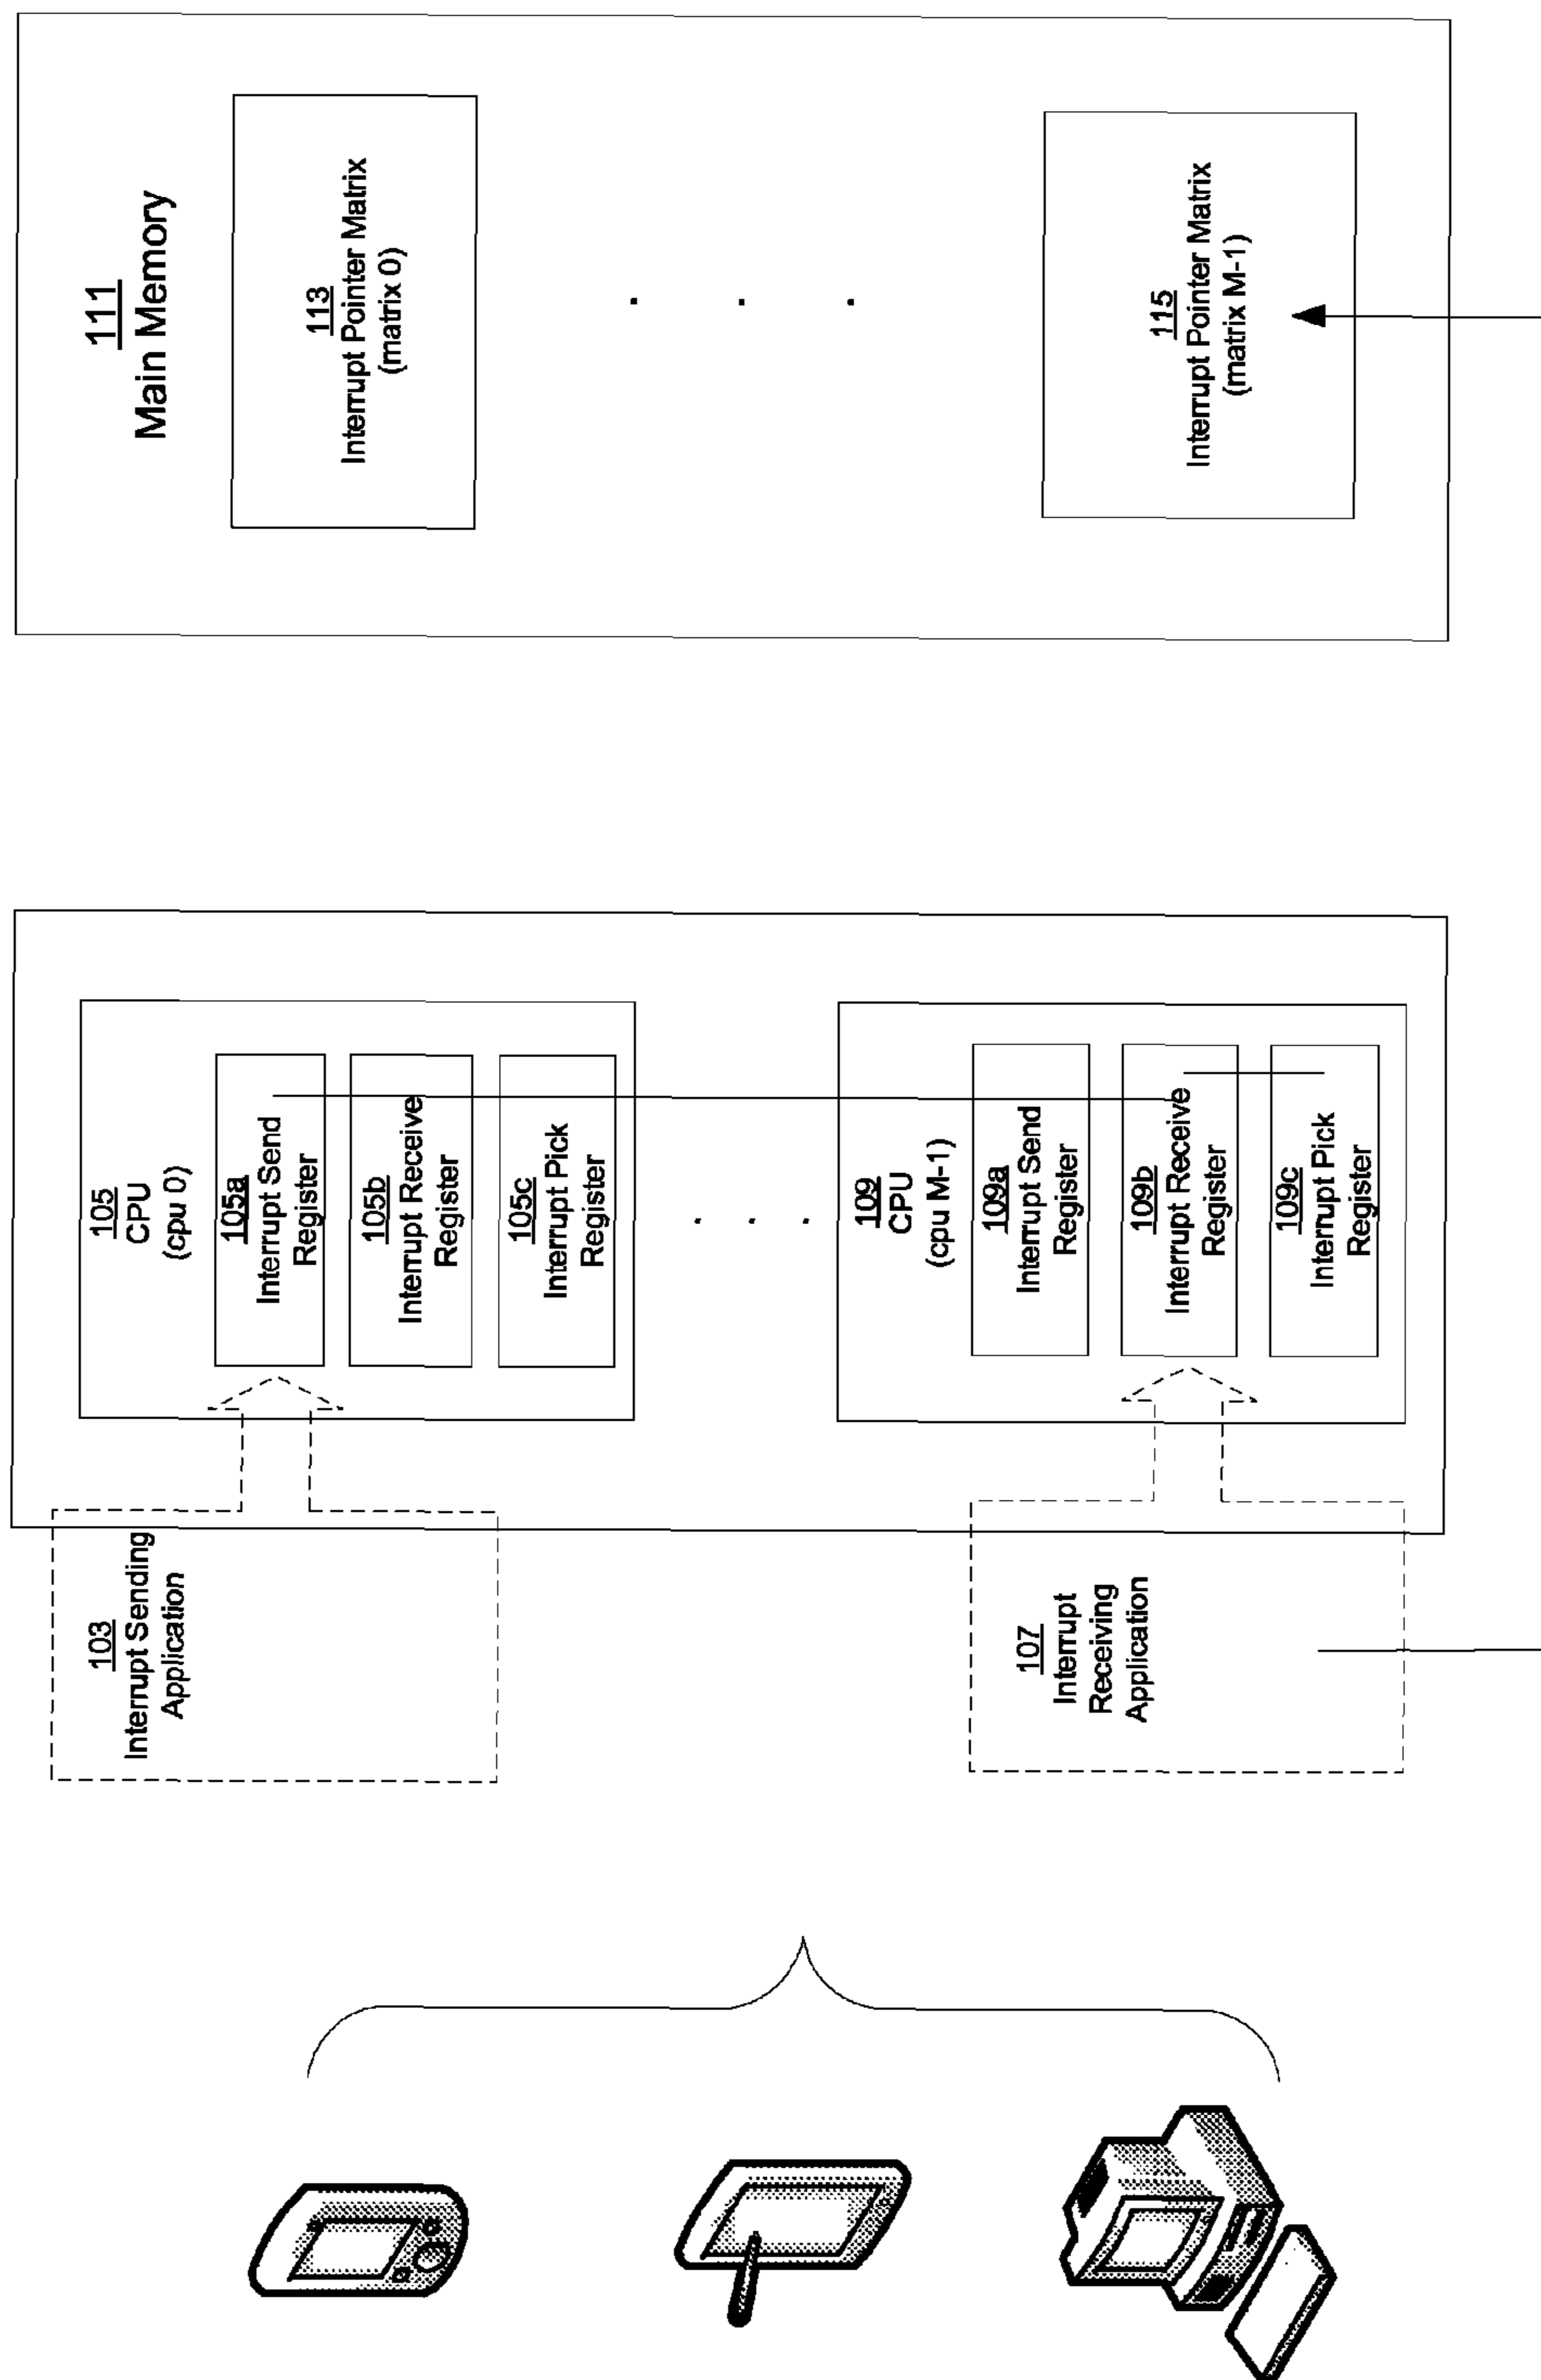 111
Main Memory
113
Interrupt Pointer Matrix
(matrix 0)
.
.
.
115
Interrupt Pointer Matrix
(matrix M-1)
105
CPU
(cpu 0)
105a
Interrupt Send
Register
105b
Interrupt Receive
Register
105c
Interrupt Pick
Register
.
.
.
109
CPU
(cpu M-1)
109a
Interrupt Send
Register
109b
Interrupt Receive
Register
109c
Interrupt Pick
Register
103
Interrupt Sending
Application
107
Interrupt
Receiving
Application